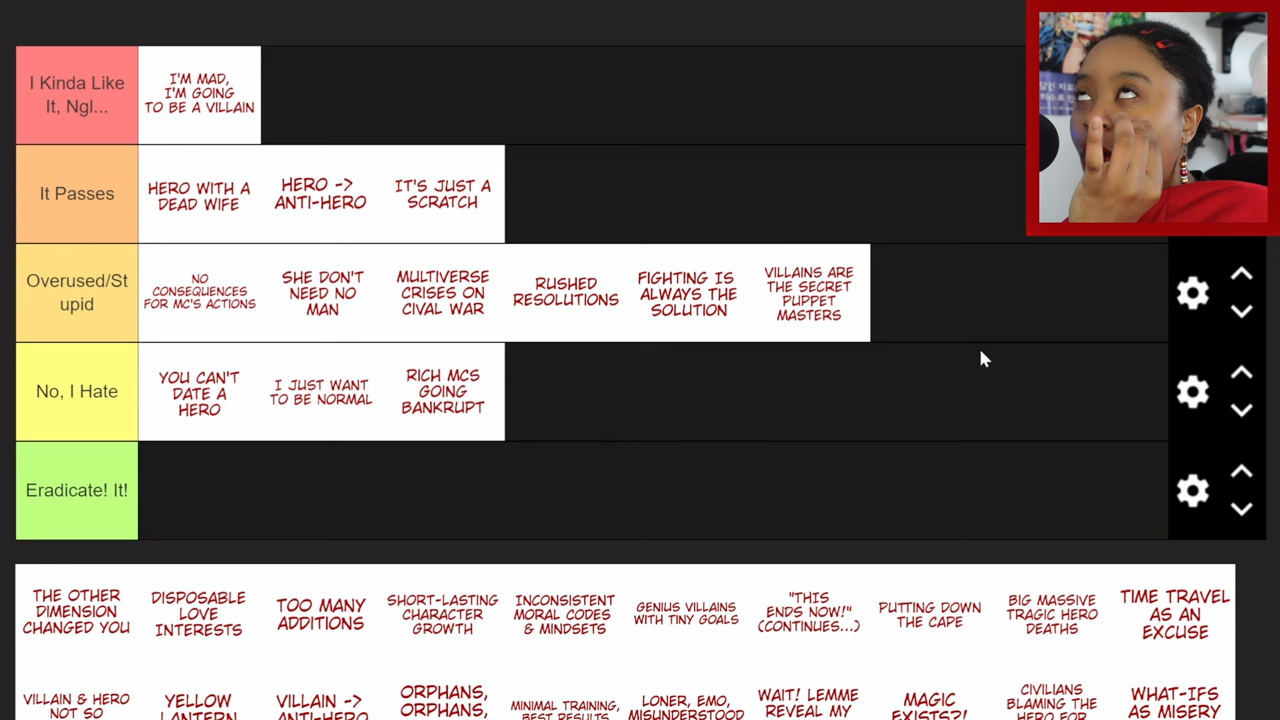 I Kinda Like
It, Ngl...
I'M MAD,
I'M GOING
TO BE A VILLAIN
It Passes
HERO WITH A
DEAD WIFE
HERO ->
ANTI-HERO
IT'S JUST A
SCRATCH
Overused/St
upid
NO
CONSEQUENCES
FOR MC'S ACTIONS
SHE DON'T
NEED NO
MAN
MULTIVERSE
CRISES ON
CIVAL WAR
RUSHED
RESOLUTIONS
FIGHTING IS
ALWAYS THE
SOLUTION
VILLAINS ARE
THE SECRET
PUPPET
MASTERS
No, I Hate
YOU CAN'T
DATE A
HERO
I JUST WANT
TO BE NORMAL
RICH MCS
GOING
BANKRUPT
Eradicate! It!
THE OTHER
DIMENSION
CHANGED YOU
DISPOSABLE
LOVE
INTERESTS
TOO MANY
ADDITIONS
SHORT-LASTING
CHARACTER
GROWTH
INCONSISTENT
MORAL CODES
& MINDSETS
GENIUS VILLAINS
WITH TINY GOALS
"THIS
ENDS NOW!"
(CONTINUES...)
PUTTING DOWN
THE CAPE
BIG MASSIVE
TRAGIC HERO
DEATHS
TIME TRAVEL
AS AN
EXCUSE
VILLAIN & HERO
NOT SO
YELLOW
LANTERN
VILLAIN ->
ANTI-HERO
ORPHANS,
ORPHANS,
MINIMAL TRAINING,
BEST RESULTS
LONER, EMO,
MISUNDERSTOOD
WAIT! LEMME
REVEAL MY
MAGIC
EXISTS?!
CIVILIANS
BLAMING THE
HERO FOR
WHAT-IFS
AS MISERY